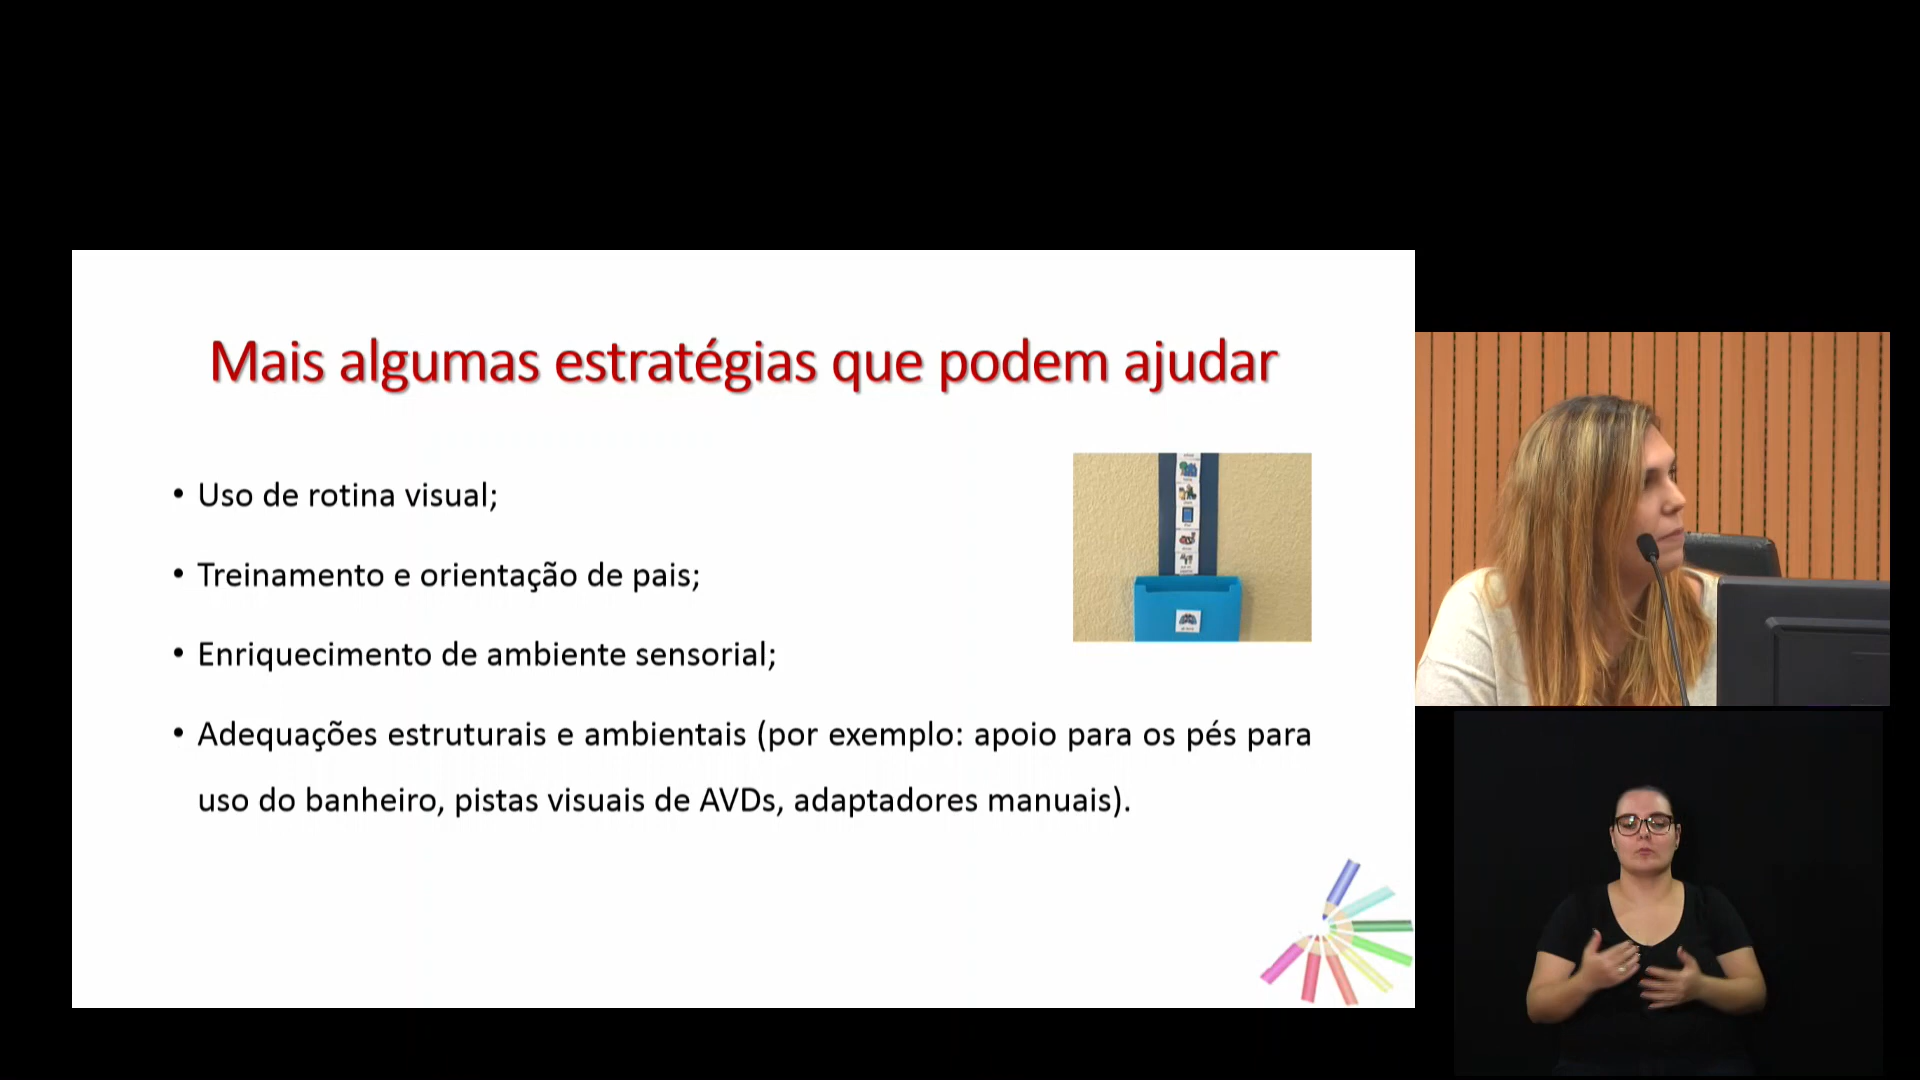 Mais algumas estratégias que podem ajudar
• Uso de rotina visual;
• Treinamento e orientação de pais;
• Enriquecimento de ambiente sensorial;
• Adequações estruturais e ambientais (por exemplo: apoio para os pés para
uso do banheiro, pistas visuais de AVDs, adaptadores manuais).